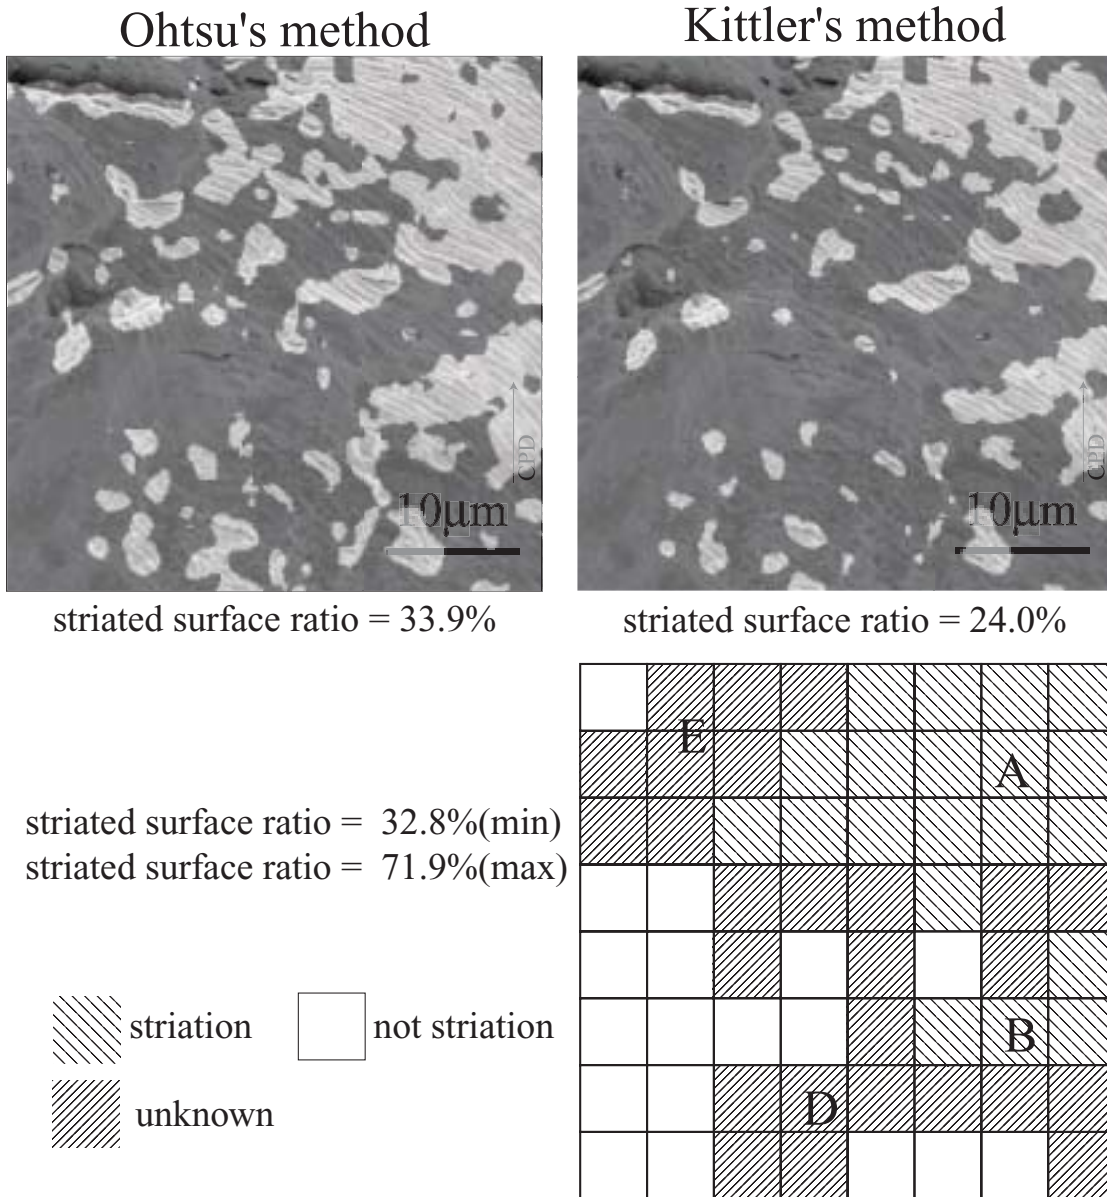 Ohtsu's method
Kittler's method
CPD
10μm
CPD
10μm
striated surface ratio = 33.9%
striated surface ratio = 24.0%
E
A
striated surface ratio = 32.8%(min)
striated surface ratio = 71.9%(max)
striation
not striation
B
unknown
D